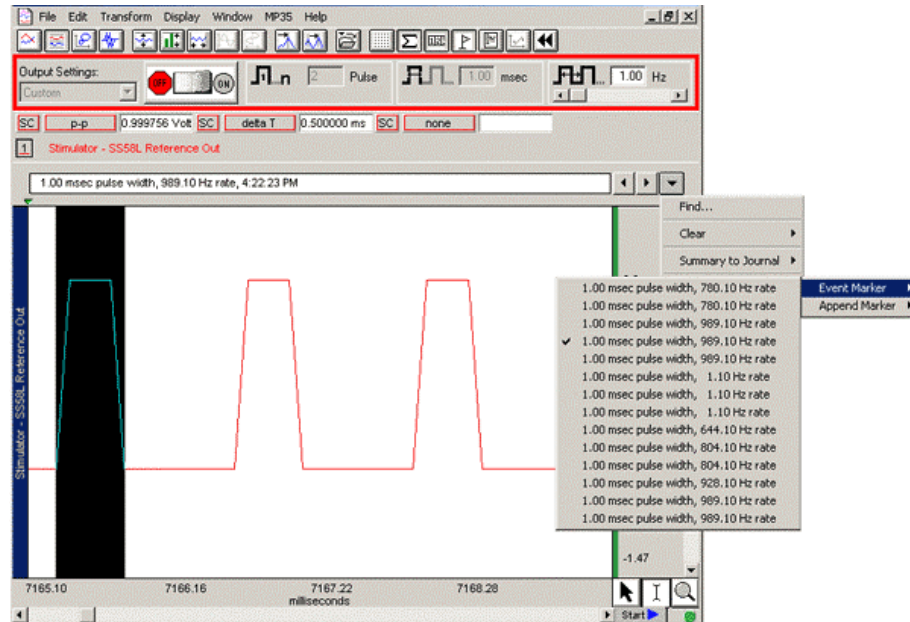 File Edit Transform Display Window MP35 Help
Output Settings:
Custom
OFF
ON
n
2
Pulse
1.00 msec
1.00 Hz
SC p-p 0.999756 Volt SC delta T 0.500000 ms SC none
1 Stimulator - SS58L Reference Out
1.00 msec pulse width, 989.10 Hz rate, 4:22:23 PM
Find...
Clear
Summary to Journal
Event Marker
Append Marker
1.00 msec pulse width, 780.10 Hz rate
1.00 msec pulse width, 780.10 Hz rate
1.00 msec pulse width, 989.10 Hz rate
1.00 msec pulse width, 989.10 Hz rate
1.00 msec pulse width, 989.10 Hz rate
1.00 msec pulse width, 1.10 Hz rate
1.00 msec pulse width, 1.10 Hz rate
1.00 msec pulse width, 1.10 Hz rate
1.00 msec pulse width, 644.10 Hz rate
1.00 msec pulse width, 804.10 Hz rate
1.00 msec pulse width, 804.10 Hz rate
1.00 msec pulse width, 928.10 Hz rate
1.00 msec pulse width, 989.10 Hz rate
1.00 msec pulse width, 989.10 Hz rate
Stimulator - SS58L Reference Out
-1.47
7165.10 7166.16 7167.22 7168.28
milliseconds
Start